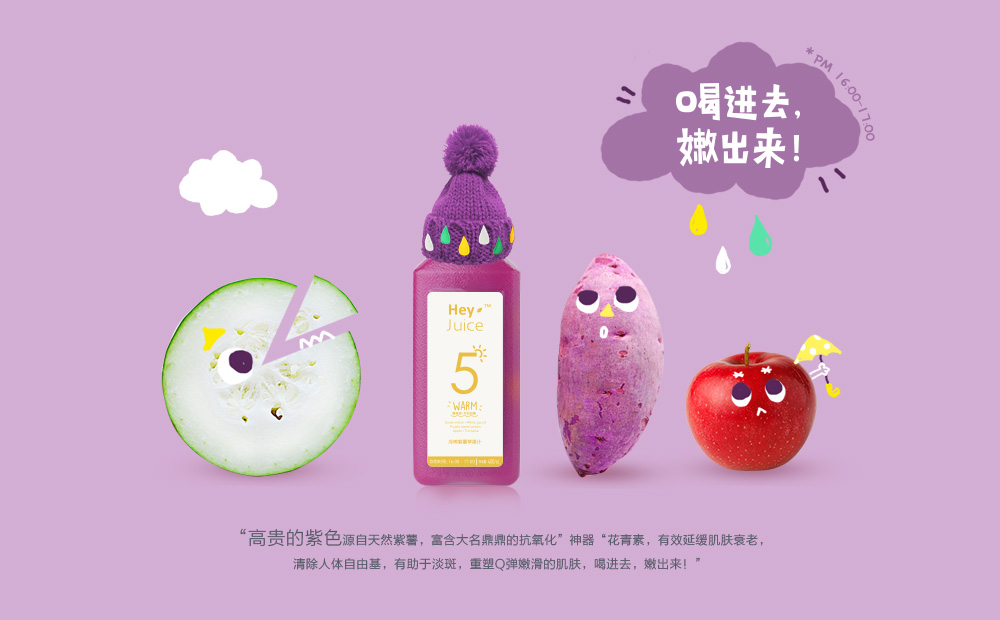 *PM 16:00-17:00
喝进去，
嫩出来！
Hey
Juice
5
WARM
“高贵的紫色源自天然紫薯，富含大名鼎鼎的抗氧化”神器“花青素，有效延缓肌肤衰老，
清除人体自由基，有助于淡斑，重塑Q弹嫩滑的肌肤，喝进去，嫩出来！”